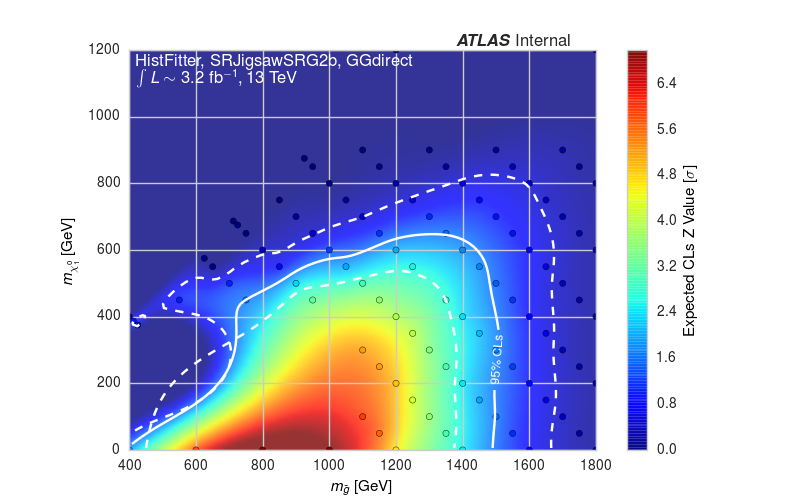 ATLAS Internal
HistFitter, SRJigsawSRG2b, GGdirect
∫ L ∼ 3.2 fb⁻¹, 13 TeV
1200
1000
800
600
400
200
0
m_χ̃₁⁰ [GeV]
95% CLs
400 600 800 1000 1200 1400 1600 1800
m_g̃ [GeV]
6.4
5.6
4.8
4.0
3.2
2.4
1.6
0.8
0.0
Expected CLs Z Value [σ]